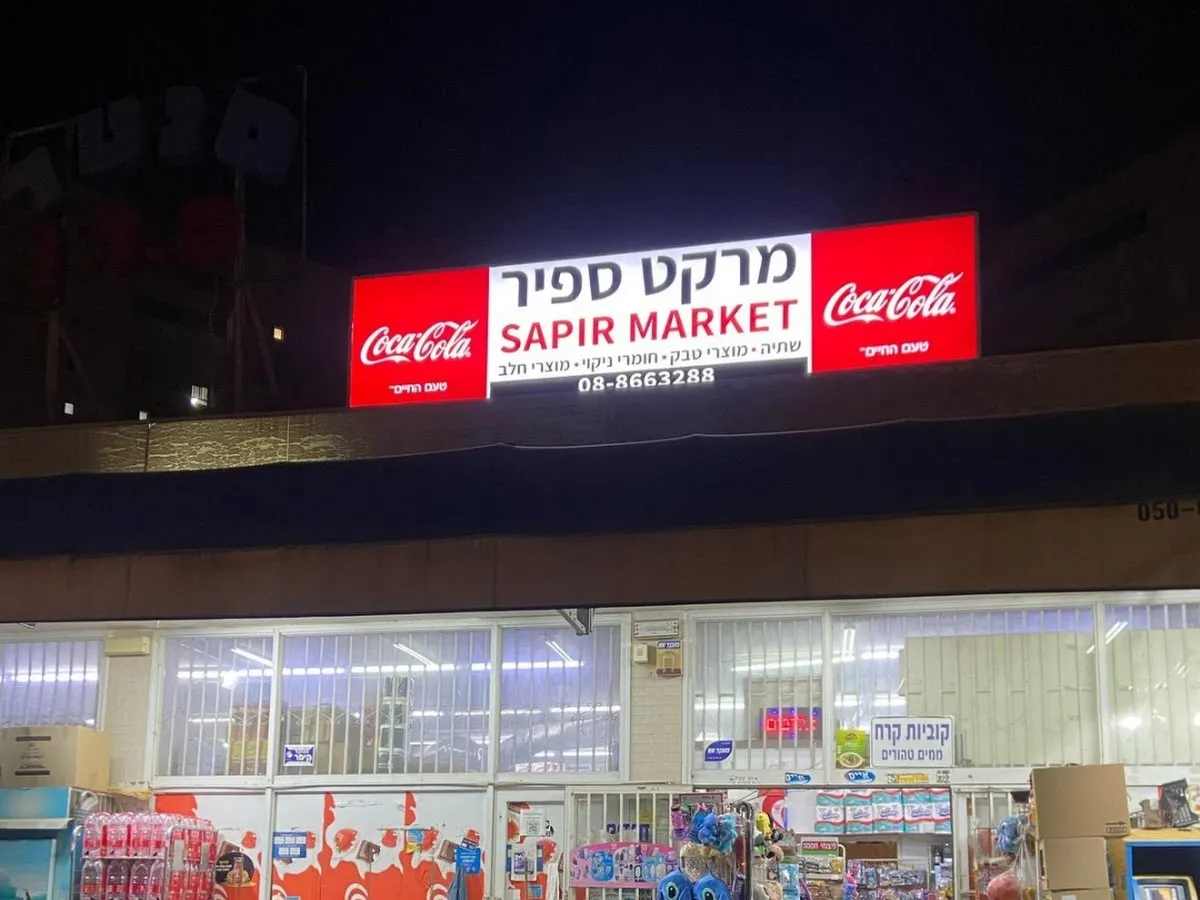 מרקט ספיר
SAPIR MARKET
שתיה • מוצרי טבק • חומרי ניקוי • מוצרי חלב
08-8663288
Coca-Cola
טעם החיים
Coca-Cola
טעם החיים
050-
קוביות קרח
ממים טהורים